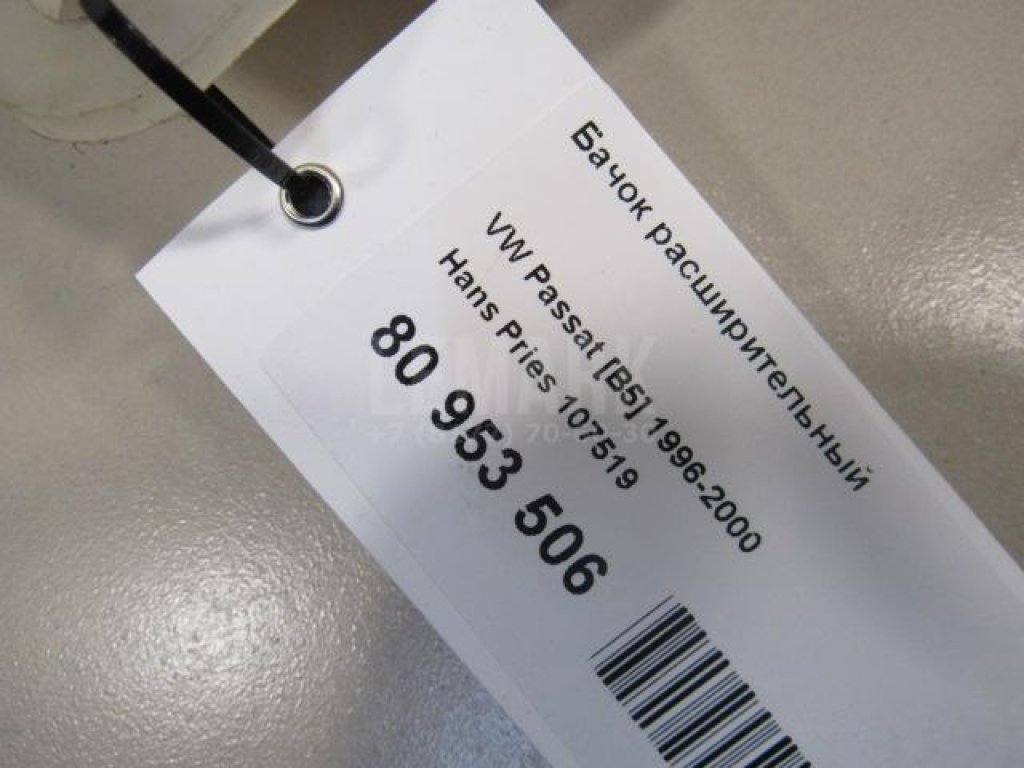 Бачок расширительный
VW Passat [B5] 1996-2000
Hans Pries 107519
80 953 506